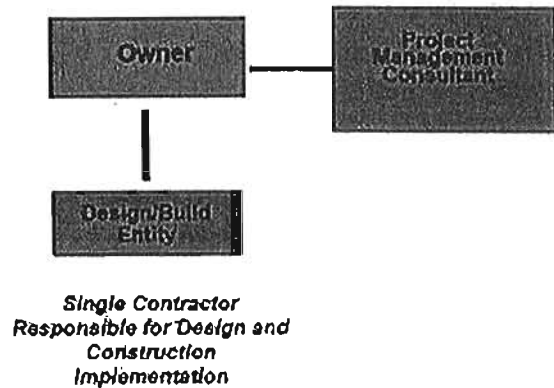 Owner
Project
Management
Consultant
Design/Build
Entity
Single Contractor
Responsible for Design and
Construction
Implementation